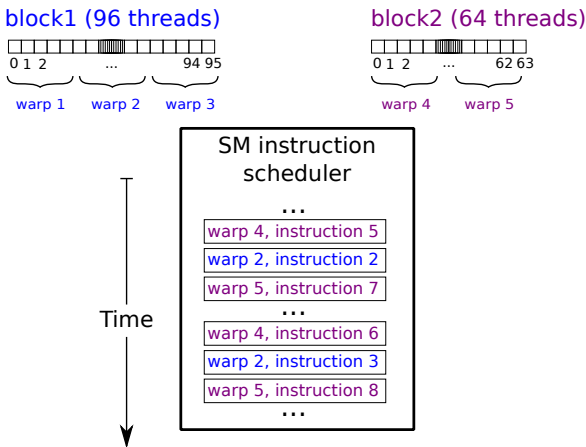 block1 (96 threads)
block2 (64 threads)
0 1 2 ... 94 95
0 1 2 ... 62 63
warp 1 warp 2 warp 3
warp 4 warp 5
SM instruction
scheduler
...
warp 4, instruction 5
warp 2, instruction 2
warp 5, instruction 7
...
Time
warp 4, instruction 6
warp 2, instruction 3
warp 5, instruction 8
...